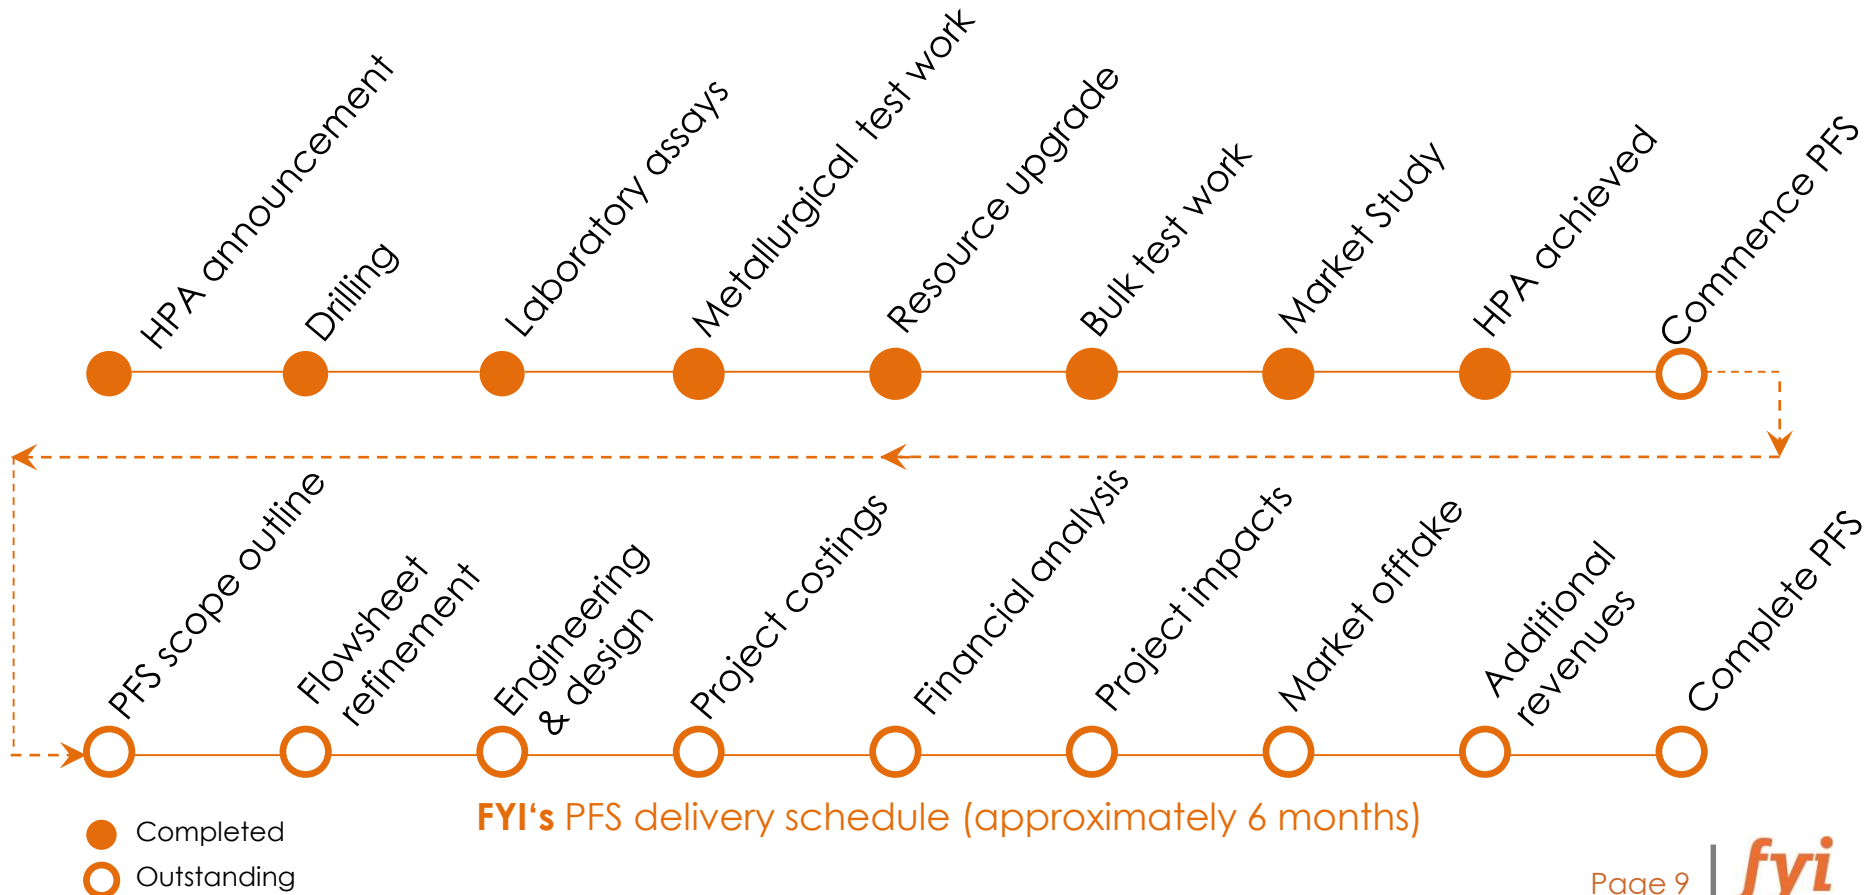 HPA announcement
Drilling
Laboratory assays
Metallurgical test work
Resource upgrade
Bulk test work
Market Study
HPA achieved
Commence PFS
PFS scope outline
Flowsheet
refinement
Engineering
& design
Project costings
Financial analysis
Project impacts
Market offtake
Additional
revenues
Complete PFS
FYI‘s PFS delivery schedule (approximately 6 months)
Completed
Outstanding
Page 9
fyi